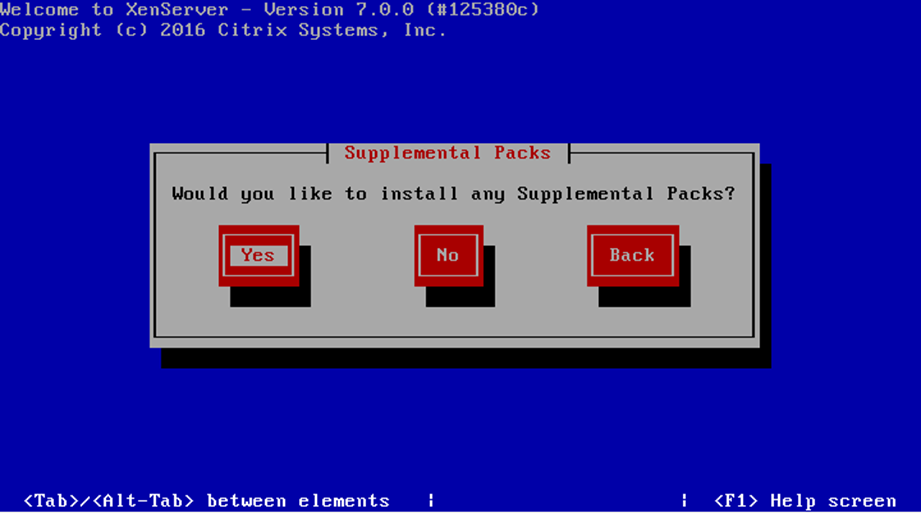 Welcome to XenServer - Version 7.0.0 (#125380c)
Copyright (c) 2016 Citrix Systems, Inc.
Supplemental Packs
Would you like to install any Supplemental Packs?
Yes No Back
<Tab>/<Alt-Tab> between elements | | <F1> Help screen